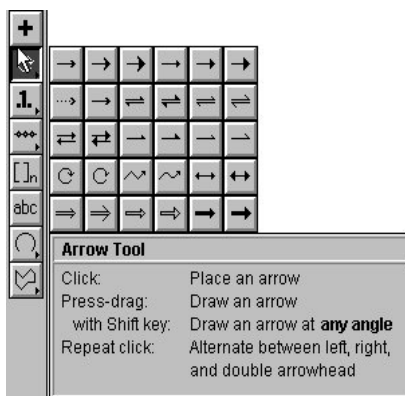 .1.
[ ]n
abc
Arrow Tool
Click: Place an arrow
Press-drag: Draw an arrow
with Shift key: Draw an arrow at any angle
Repeat click: Alternate between left, right,
and double arrowhead